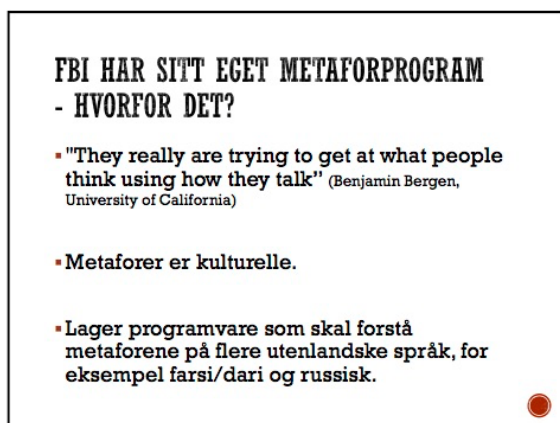 FBI HAR SITT EGET METAFORPROGRAM
- HVORFOR DET?
▪"They really are trying to get at what people
think using how they talk” (Benjamin Bergen,
University of California)
▪Metaforer er kulturelle.
▪Lager programvare som skal forstå
metaforene på flere utenlandske språk, for
eksempel farsi/dari og russisk.